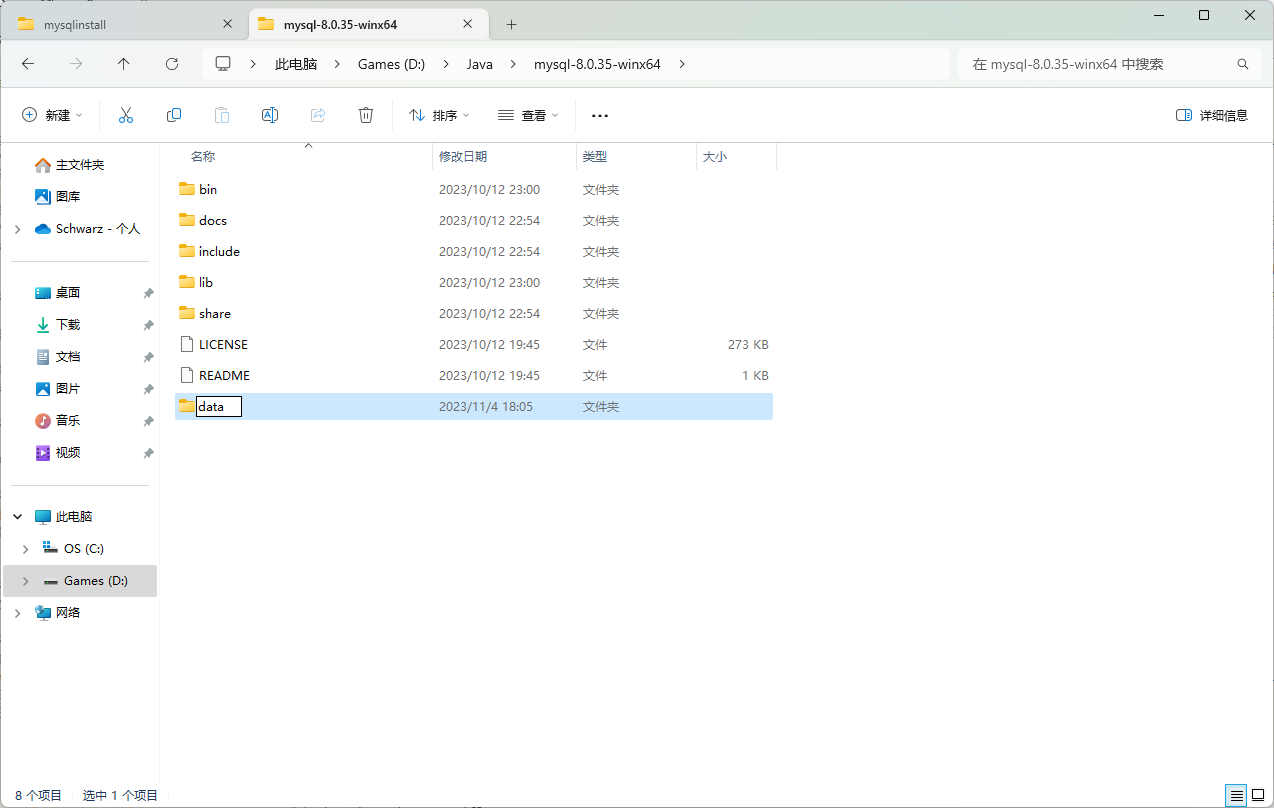 mysqlinstall
mysql-8.0.35-winx64
此电脑 Games (D:) Java mysql-8.0.35-winx64
在 mysql-8.0.35-winx64 中搜索
新建 排序 查看 详细信息
主文件夹
图库
Schwarz - 个人
桌面
下载
文档
图片
音乐
视频
此电脑
OS (C:)
Games (D:)
网络
名称 修改日期 类型 大小
bin 2023/10/12 23:00 文件夹
docs 2023/10/12 22:54 文件夹
include 2023/10/12 22:54 文件夹
lib 2023/10/12 23:00 文件夹
share 2023/10/12 22:54 文件夹
LICENSE 2023/10/12 19:45 文件 273 KB
README 2023/10/12 19:45 文件 1 KB
data 2023/11/4 18:05 文件夹
8 个项目 选中 1 个项目